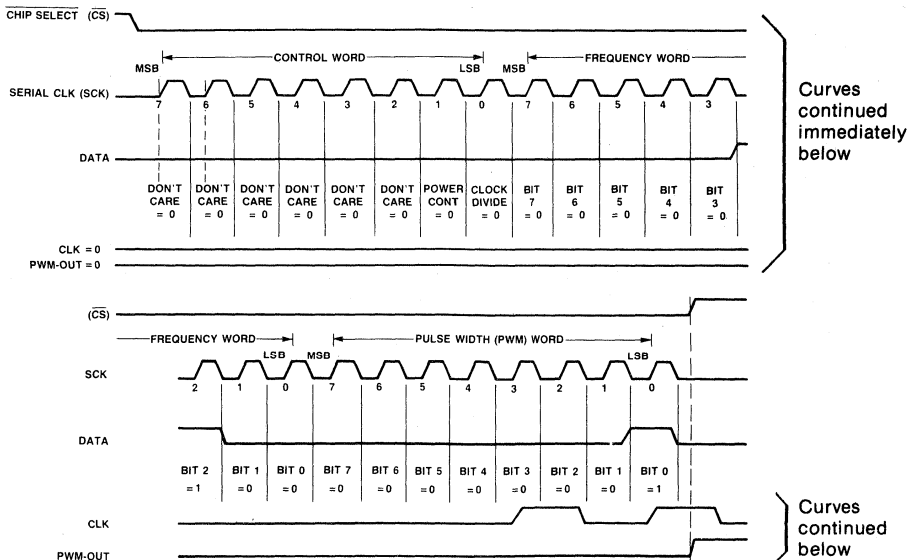 CHIP SELECT (CS)
CONTROL WORD
FREQUENCY WORD
MSB
LSB
MSB
SERIAL CLK (SCK)
7 6 5 4 3 2 1 0 7 6 5 4 3
Curves
continued
immediately
below
DATA
DON'T DON'T DON'T DON'T DON'T DON'T POWER CLOCK BIT BIT BIT BIT BIT
CARE CARE CARE CARE CARE CARE CONT DIVIDE 7 6 5 4 3
= 0 = 0 = 0 = 0 = 0 = 0 = 0 = 0 = 0 = 0 = 0 = 0 = 0
CLK = 0
PWM-OUT = 0
(CS)
FREQUENCY WORD
PULSE WIDTH (PWM) WORD
LSB
MSB
LSB
SCK
2 1 0 7 6 5 4 3 2 1 0
DATA
BIT 2 BIT 1 BIT 0 BIT 7 BIT 6 BIT 5 BIT 4 BIT 3 BIT 2 BIT 1 BIT 0
= 1 = 0 = 0 = 0 = 0 = 0 = 0 = 0 = 0 = 0 = 1
CLK
PWM-OUT
Curves
continued
below